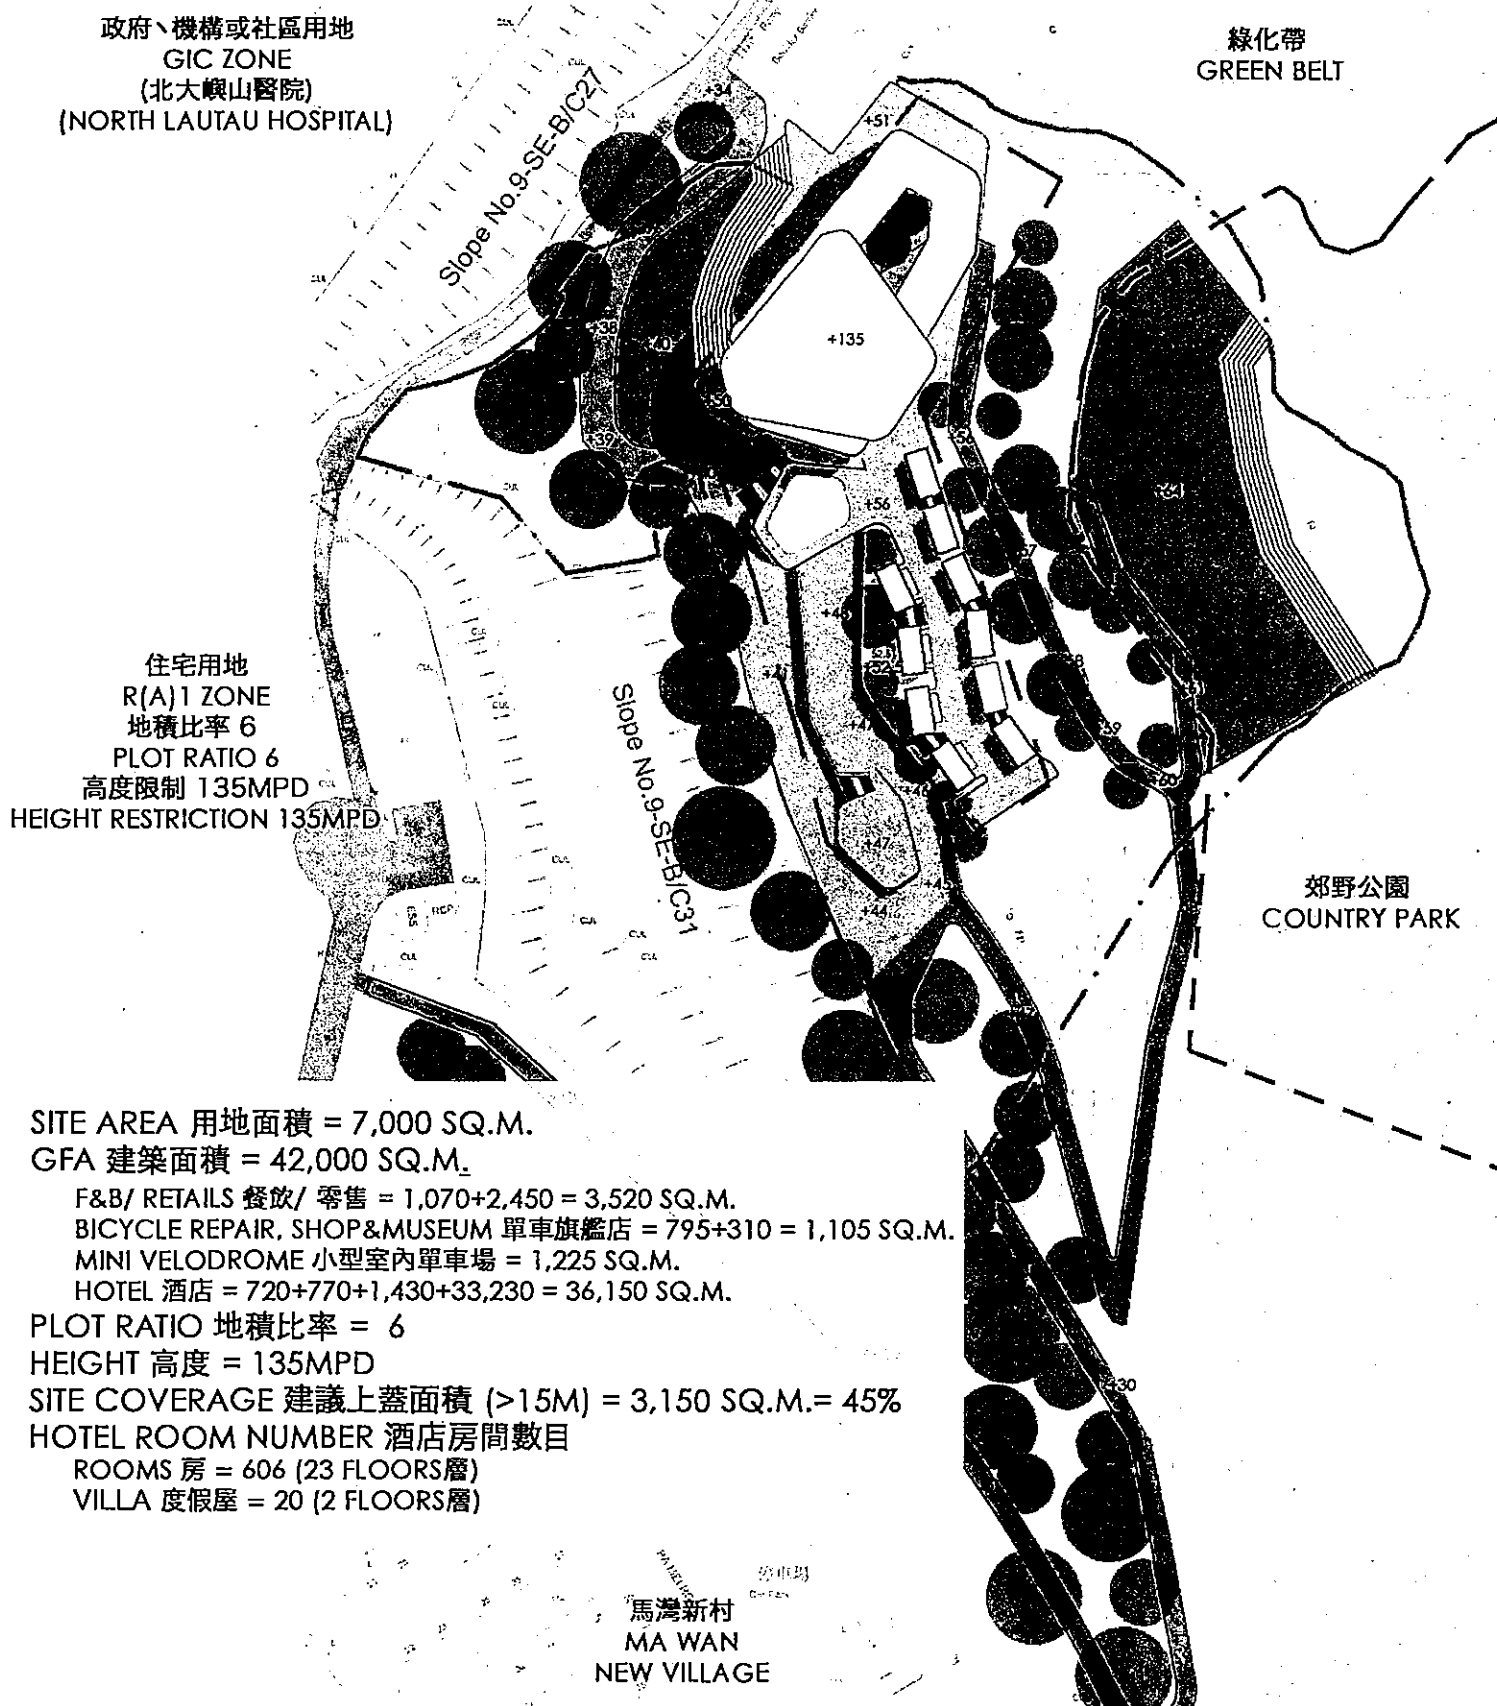 政府、機構或社區用地
GIC ZONE
(北大嶼山醫院)
(NORTH LAUTAU HOSPITAL)
綠化帶
GREEN BELT
Slope No.9-SE-B/C27
+34
+51
+135
+38
+39
+56
住宅用地
R(A)1 ZONE
地積比率 6
PLOT RATIO 6
高度限制 135MPD
HEIGHT RESTRICTION 135MPD
Slope No.9-SE-B/C31
+47
+44
郊野公園
COUNTRY PARK
SITE AREA 用地面積 = 7,000 SQ.M.
GFA 建築面積 = 42,000 SQ.M.
F&B/ RETAILS 餐飲/ 零售 = 1,070+2,450 = 3,520 SQ.M.
BICYCLE REPAIR, SHOP&MUSEUM 單車旗艦店 = 795+310 = 1,105 SQ.M.
MINI VELODROME 小型室內單車場 = 1,225 SQ.M.
HOTEL 酒店 = 720+770+1,430+33,230 = 36,150 SQ.M.
PLOT RATIO 地積比率 = 6
HEIGHT 高度 = 135MPD
SITE COVERAGE 建議上蓋面積 (>15M) = 3,150 SQ.M.= 45%
HOTEL ROOM NUMBER 酒店房間數目
ROOMS 房 = 606 (23 FLOORS層)
VILLA 度假屋 = 20 (2 FLOORS層)
+30
停車場
馬灣新村
MA WAN
NEW VILLAGE